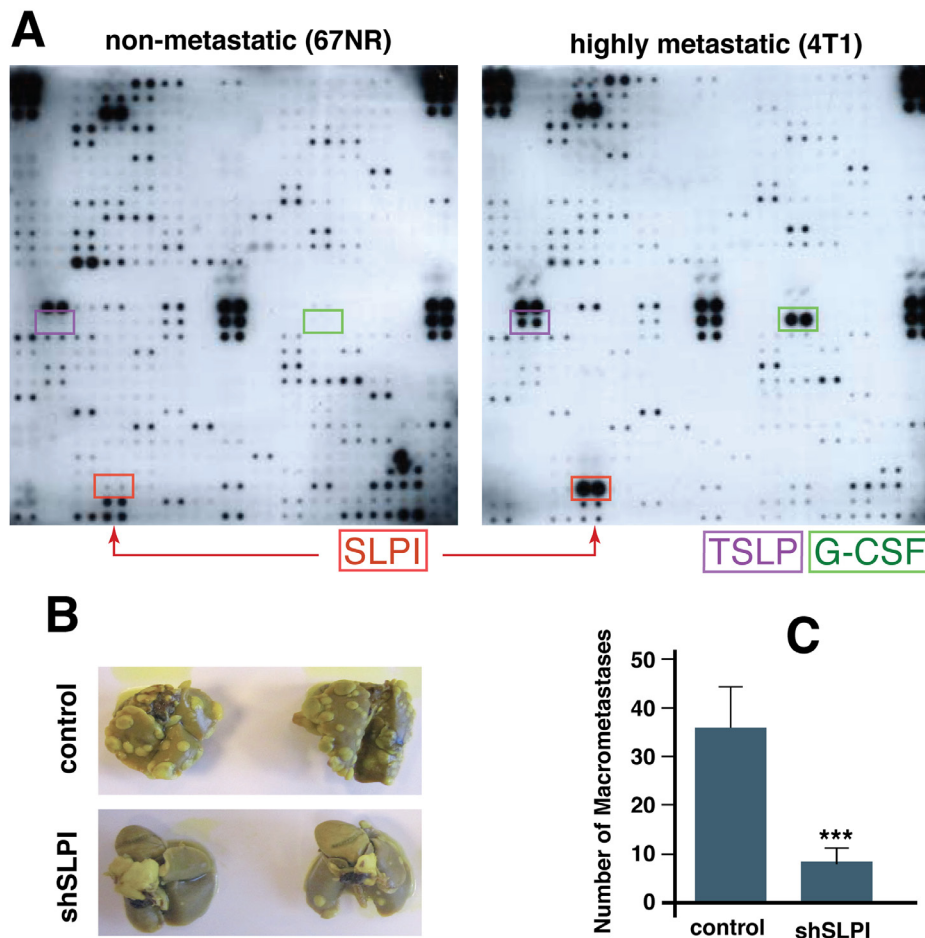 A
non-metastatic (67NR)
highly metastatic (4T1)
SLPI
TSLP
G-CSF
B
control
shSLPI
C
Number of Macrometastases
50
40
30
20
10
0
***
control
shSLPI